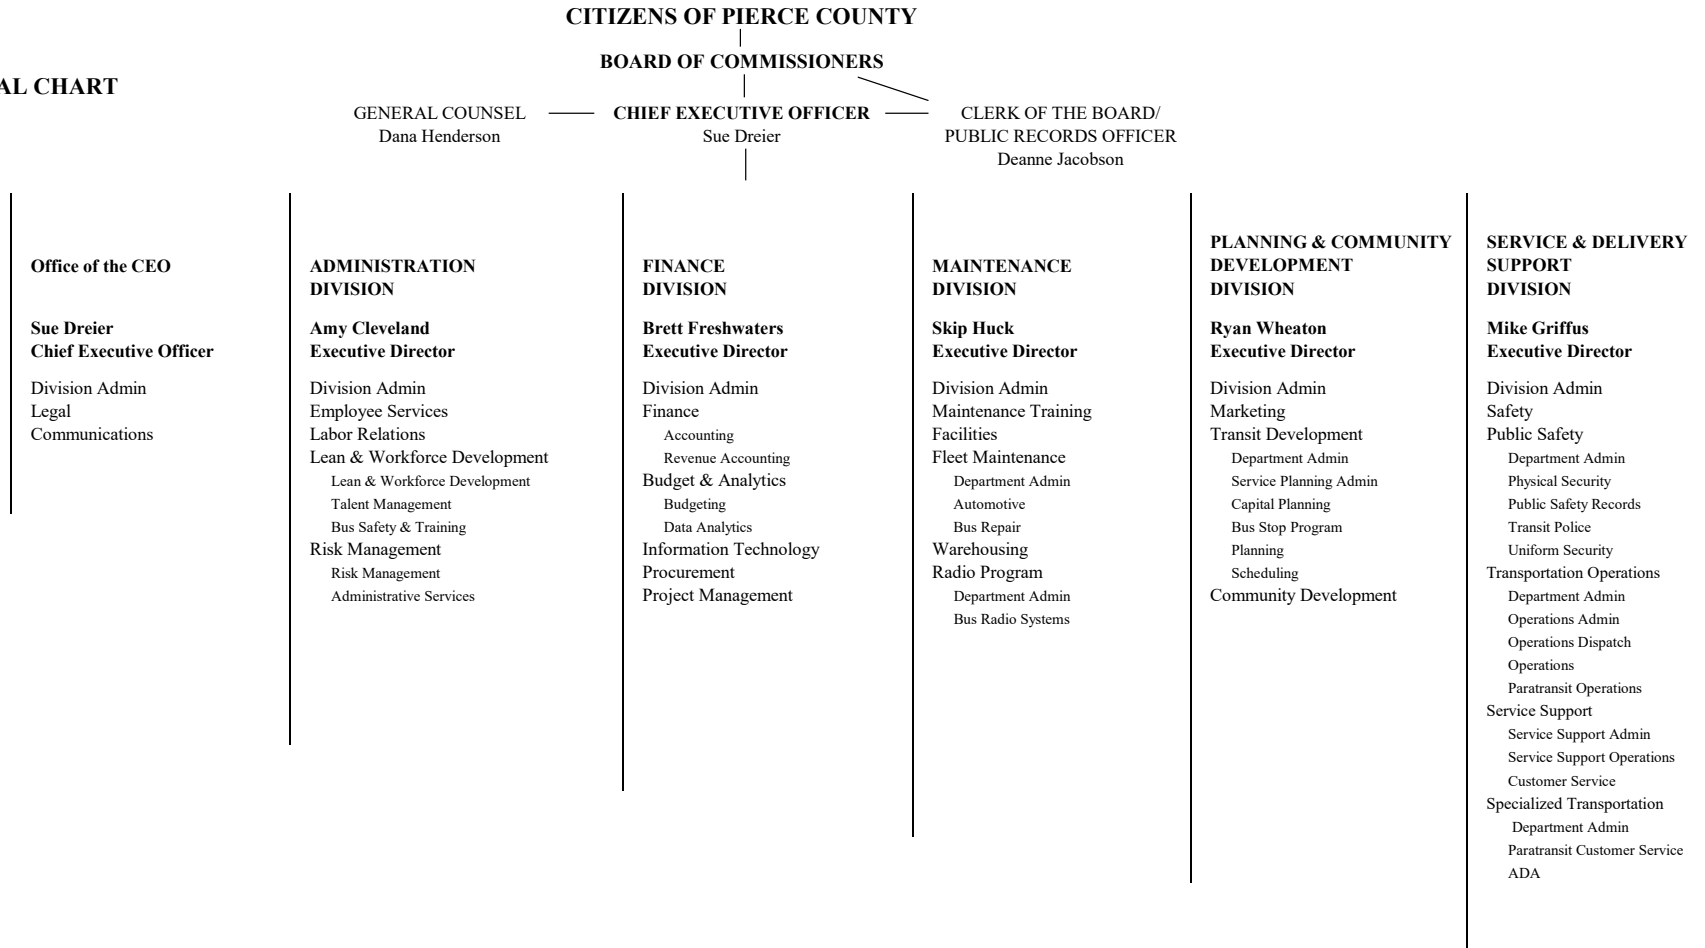 CITIZENS OF PIERCE COUNTY
BOARD OF COMMISSIONERS
AL CHART
GENERAL COUNSEL
Dana Henderson
CHIEF EXECUTIVE OFFICER
Sue Dreier
CLERK OF THE BOARD/
PUBLIC RECORDS OFFICER
Deanne Jacobson
Office of the CEO
Sue Dreier
Chief Executive Officer
Division Admin
Legal
Communications
ADMINISTRATION
DIVISION
Amy Cleveland
Executive Director
Division Admin
Employee Services
Labor Relations
Lean & Workforce Development
Lean & Workforce Development
Talent Management
Bus Safety & Training
Risk Management
Risk Management
Administrative Services
FINANCE
DIVISION
Brett Freshwaters
Executive Director
Division Admin
Finance
Accounting
Revenue Accounting
Budget & Analytics
Budgeting
Data Analytics
Information Technology
Procurement
Project Management
MAINTENANCE
DIVISION
Skip Huck
Executive Director
Division Admin
Maintenance Training
Facilities
Fleet Maintenance
Department Admin
Automotive
Bus Repair
Warehousing
Radio Program
Department Admin
Bus Radio Systems
PLANNING & COMMUNITY
DEVELOPMENT
DIVISION
Ryan Wheaton
Executive Director
Division Admin
Marketing
Transit Development
Department Admin
Service Planning Admin
Capital Planning
Bus Stop Program
Planning
Scheduling
Community Development
SERVICE & DELIVERY
SUPPORT
DIVISION
Mike Griffus
Executive Director
Division Admin
Safety
Public Safety
Department Admin
Physical Security
Public Safety Records
Transit Police
Uniform Security
Transportation Operations
Department Admin
Operations Admin
Operations Dispatch
Operations
Paratransit Operations
Service Support
Service Support Admin
Service Support Operations
Customer Service
Specialized Transportation
Department Admin
Paratransit Customer Service
ADA